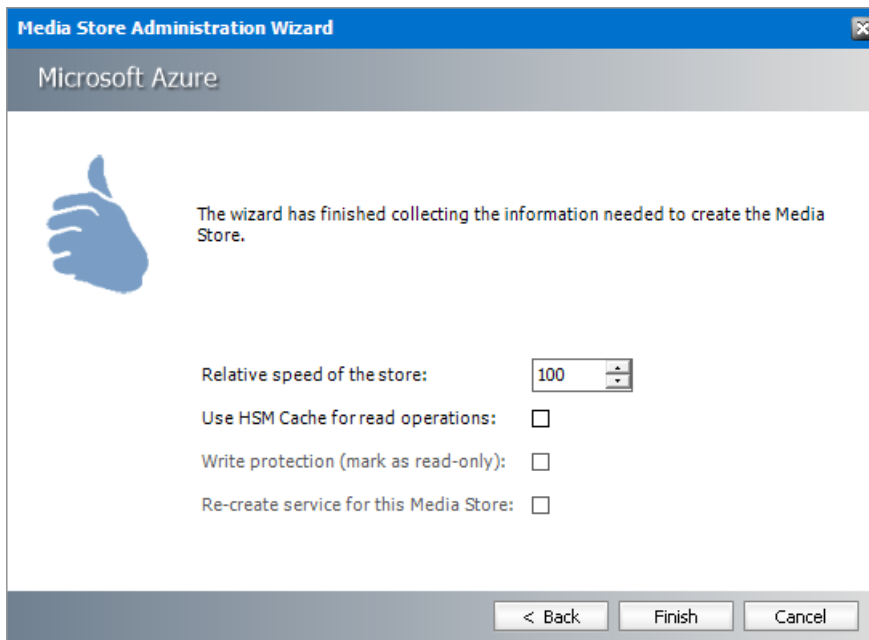 Media Store Administration Wizard
Microsoft Azure
The wizard has finished collecting the information needed to create the Media
Store.
Relative speed of the store: 100
Use HSM Cache for read operations:
Write protection (mark as read-only):
Re-create service for this Media Store:
< Back Finish Cancel